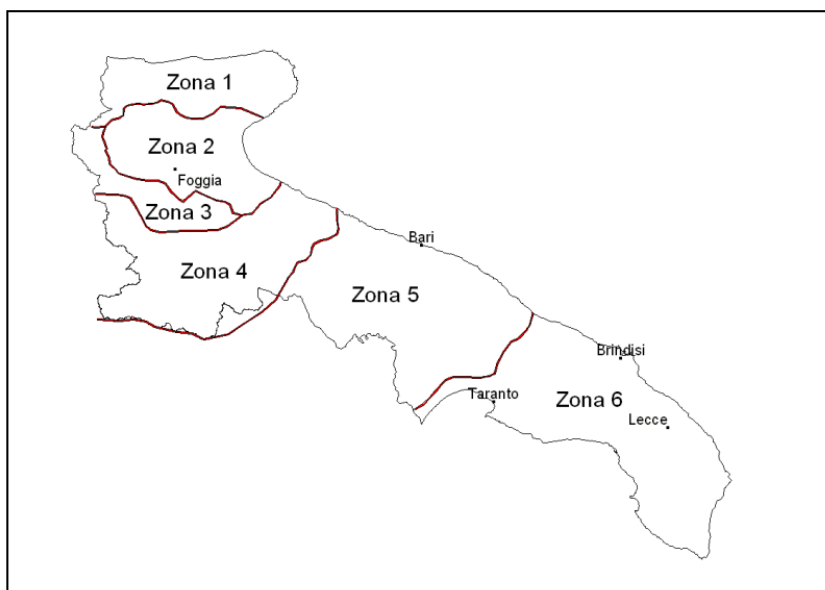 Zona 1
Zona 2
Foggia
Zona 3
Bari
Zona 4
Zona 5
Brindisi
Taranto
Zona 6
Lecce